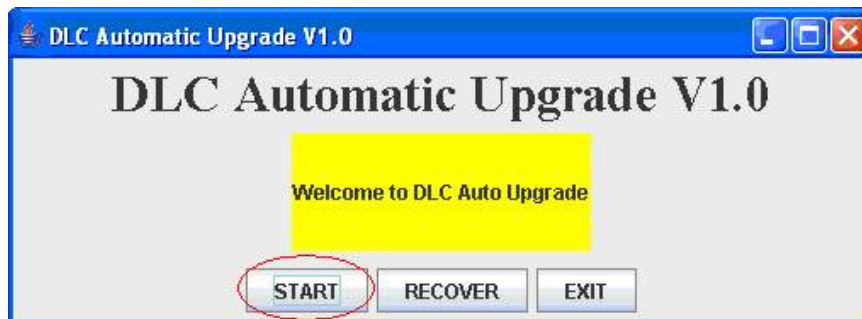 DLC Automatic Upgrade V1.0
DLC Automatic Upgrade V1.0
Welcome to DLC Auto Upgrade
START RECOVER EXIT